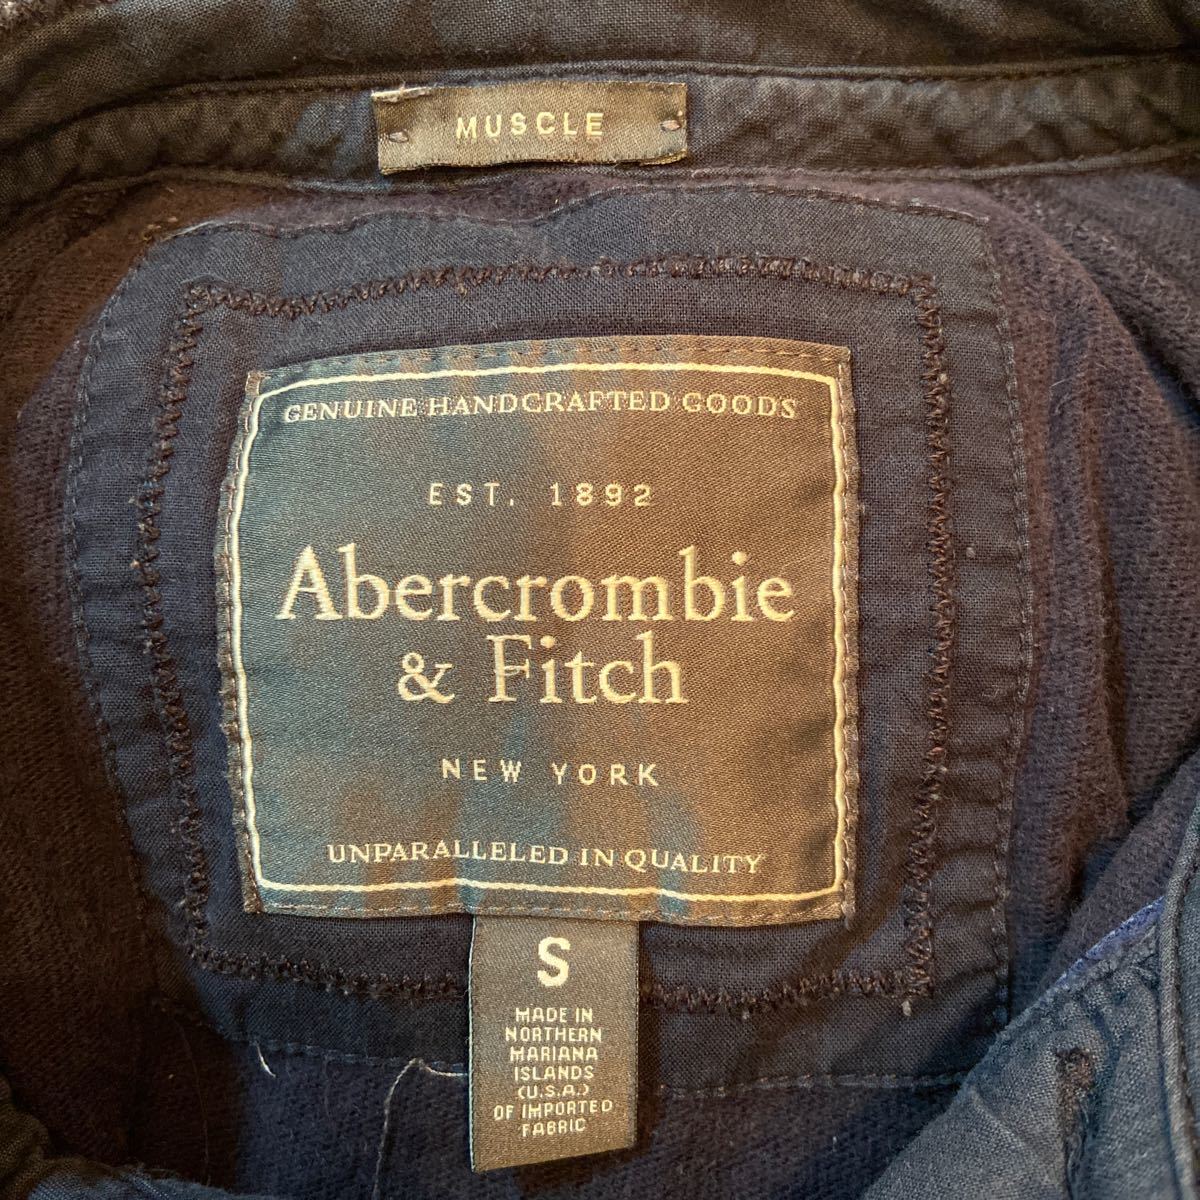 MUSCLE
GENUINE HANDCRAFTED GOODS
EST. 1892
Abercrombie
& Fitch
NEW YORK
UNPARALLELED IN QUALITY
S
MADE IN
NORTHERN
MARIANA
ISLANDS
(U.S.A.)
OF IMPORTED
FABRIC